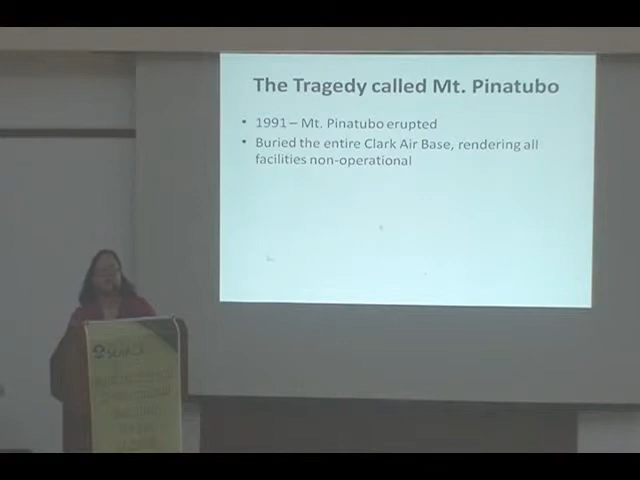 The Tragedy called Mt. Pinatubo
• 1991 – Mt. Pinatubo erupted
• Buried the entire Clark Air Base, rendering all
facilities non-operational